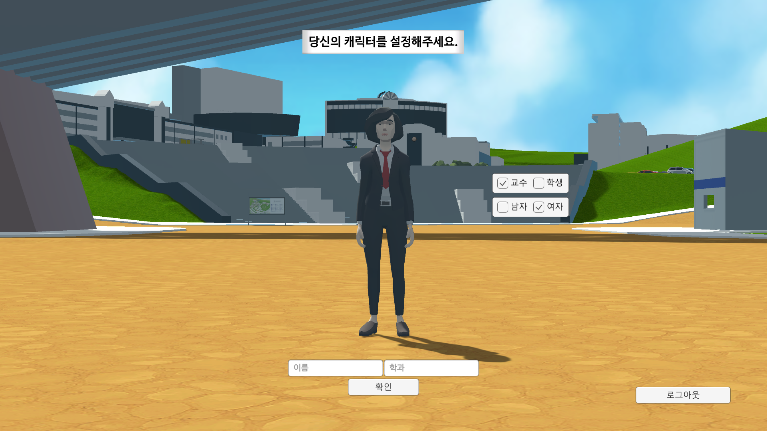 당신의 캐릭터를 설정해주세요.
교수 학생
남자 여자
이름 학과
확인
로그아웃